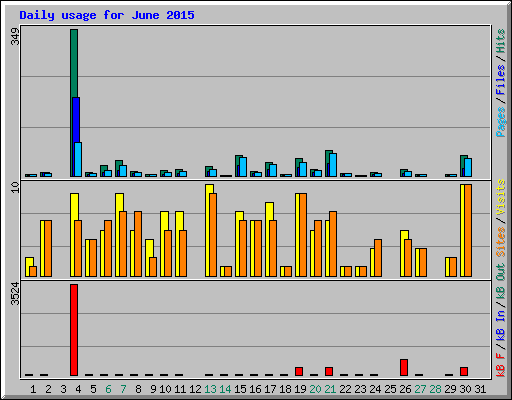 Daily usage for June 2015
349
Pages / Files / Hits
10
Sites / Visits
3524
kB F / kB In / kB Out
1 2 3 4 5 6 7 8 9 10 11 12 13 14 15 16 17 18 19 20 21 22 23 24 25 26 27 28 29 30 31